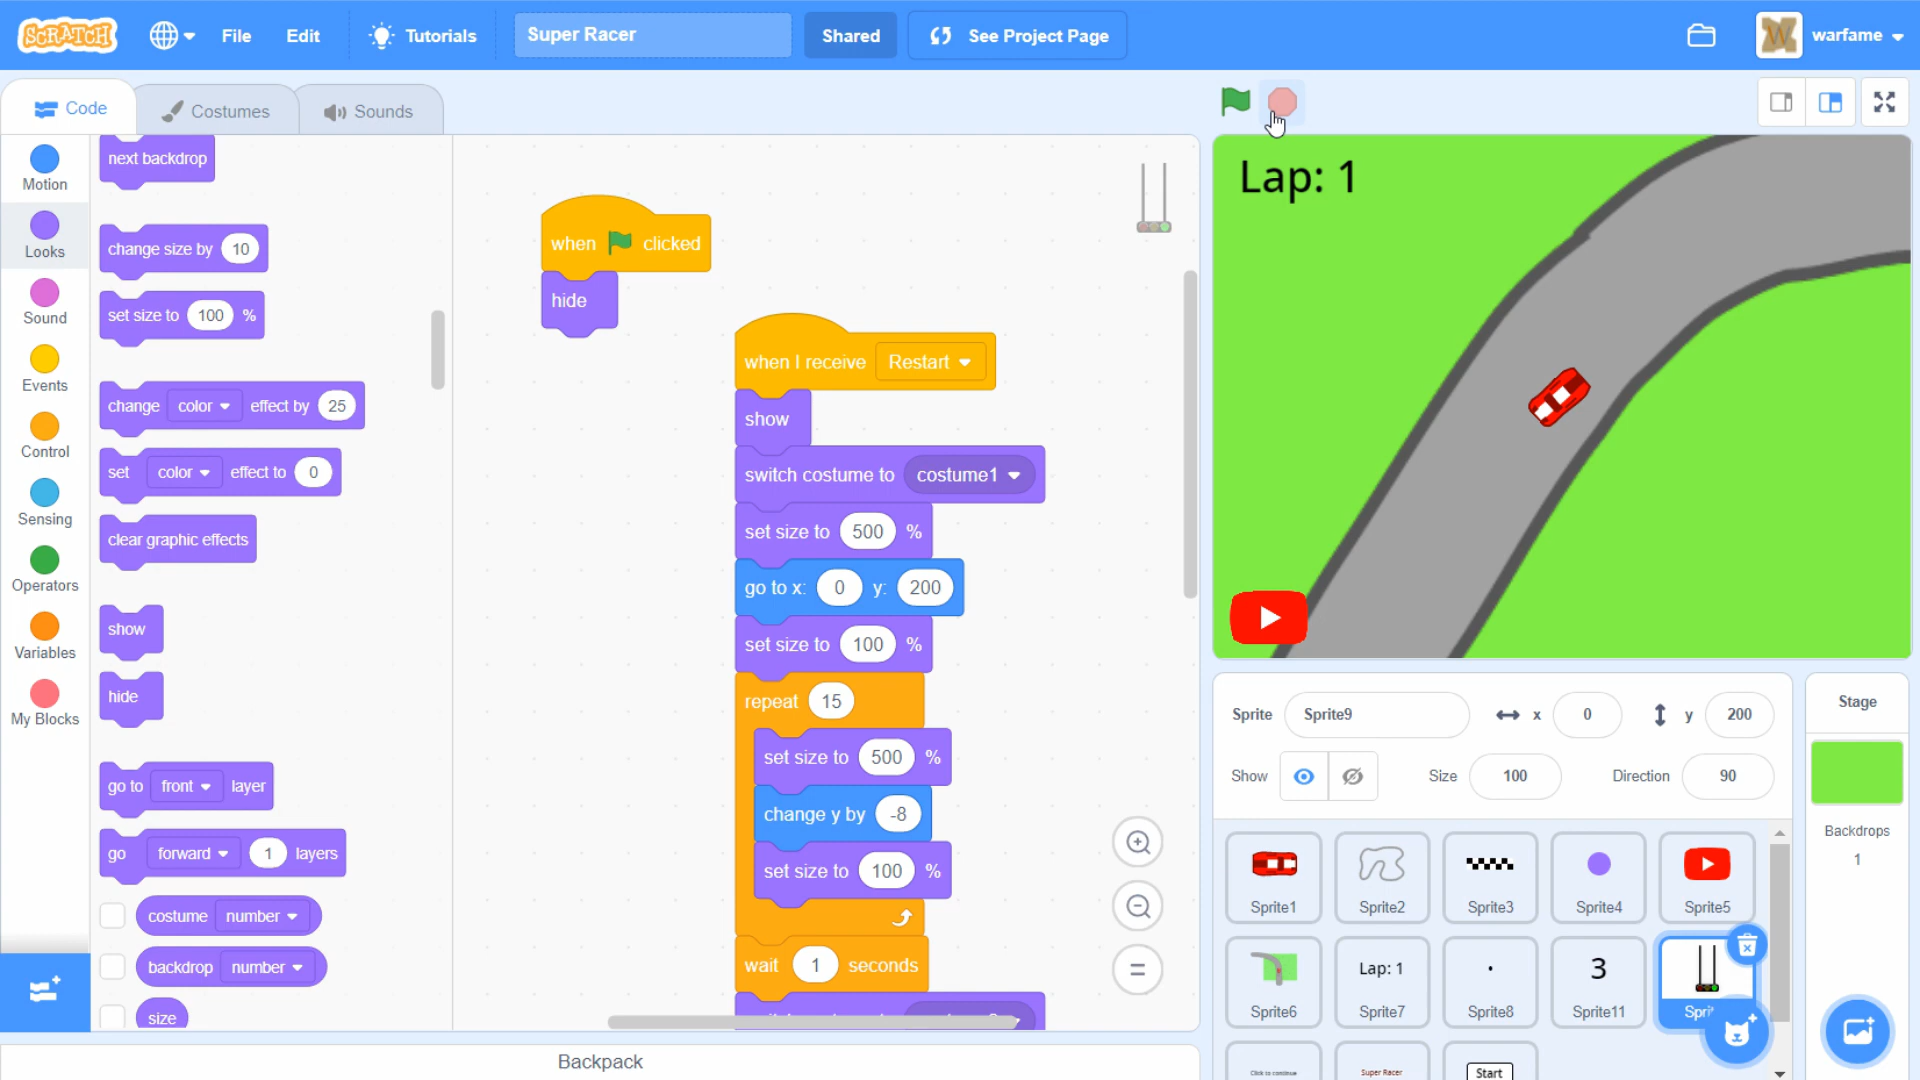 SCRATCH File Edit Tutorials Super Racer Shared See Project Page warfame
Code Costumes Sounds
Motion
Looks
Sound
Events
Control
Sensing
Operators
Variables
My Blocks
next backdrop
change size by 10
set size to 100 %
change color effect by 25
set color effect to 0
clear graphic effects
show
hide
go to front layer
go forward 1 layers
costume number
backdrop number
size
when clicked
hide
when I receive Restart
show
switch costume to costume1
set size to 500 %
go to x: 0 y: 200
set size to 100 %
repeat 15
set size to 500 %
change y by -8
set size to 100 %
wait 1 seconds
Backpack
Lap: 1
Sprite Sprite9 x 0 y 200
Show Size 100 Direction 90
Sprite1 Sprite2 Sprite3 Sprite4 Sprite5
Lap: 1 3
Sprite6 Sprite7 Sprite8 Sprite11
Click to continue Super Racer Start
Stage
Backdrops
1